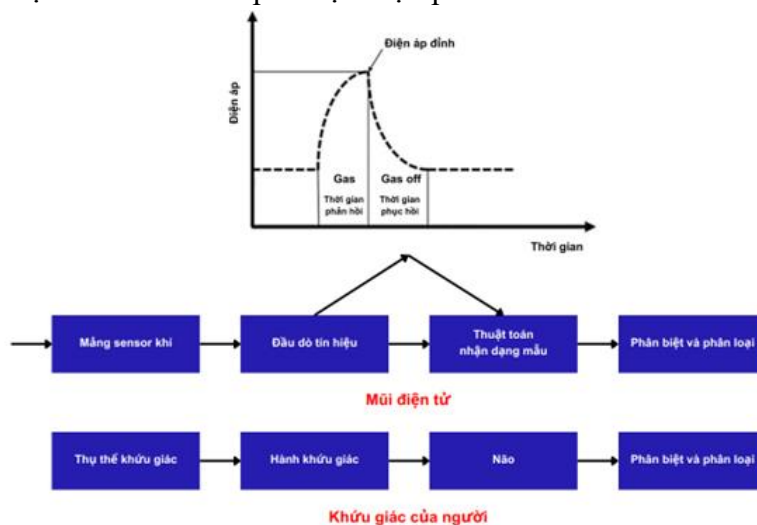 Điện áp đỉnh
Điện áp
Gas
Gas off
Thời gian
phản hồi
Thời gian
phục hồi
Thời gian
Mảng sensor khí
Đầu dò tín hiệu
Thuật toán
nhận dạng mẫu
Phân biệt và phân loại
Mũi điện tử
Thụ thể khứu giác
Hành khứu giác
Não
Phân biệt và phân loại
Khứu giác của người